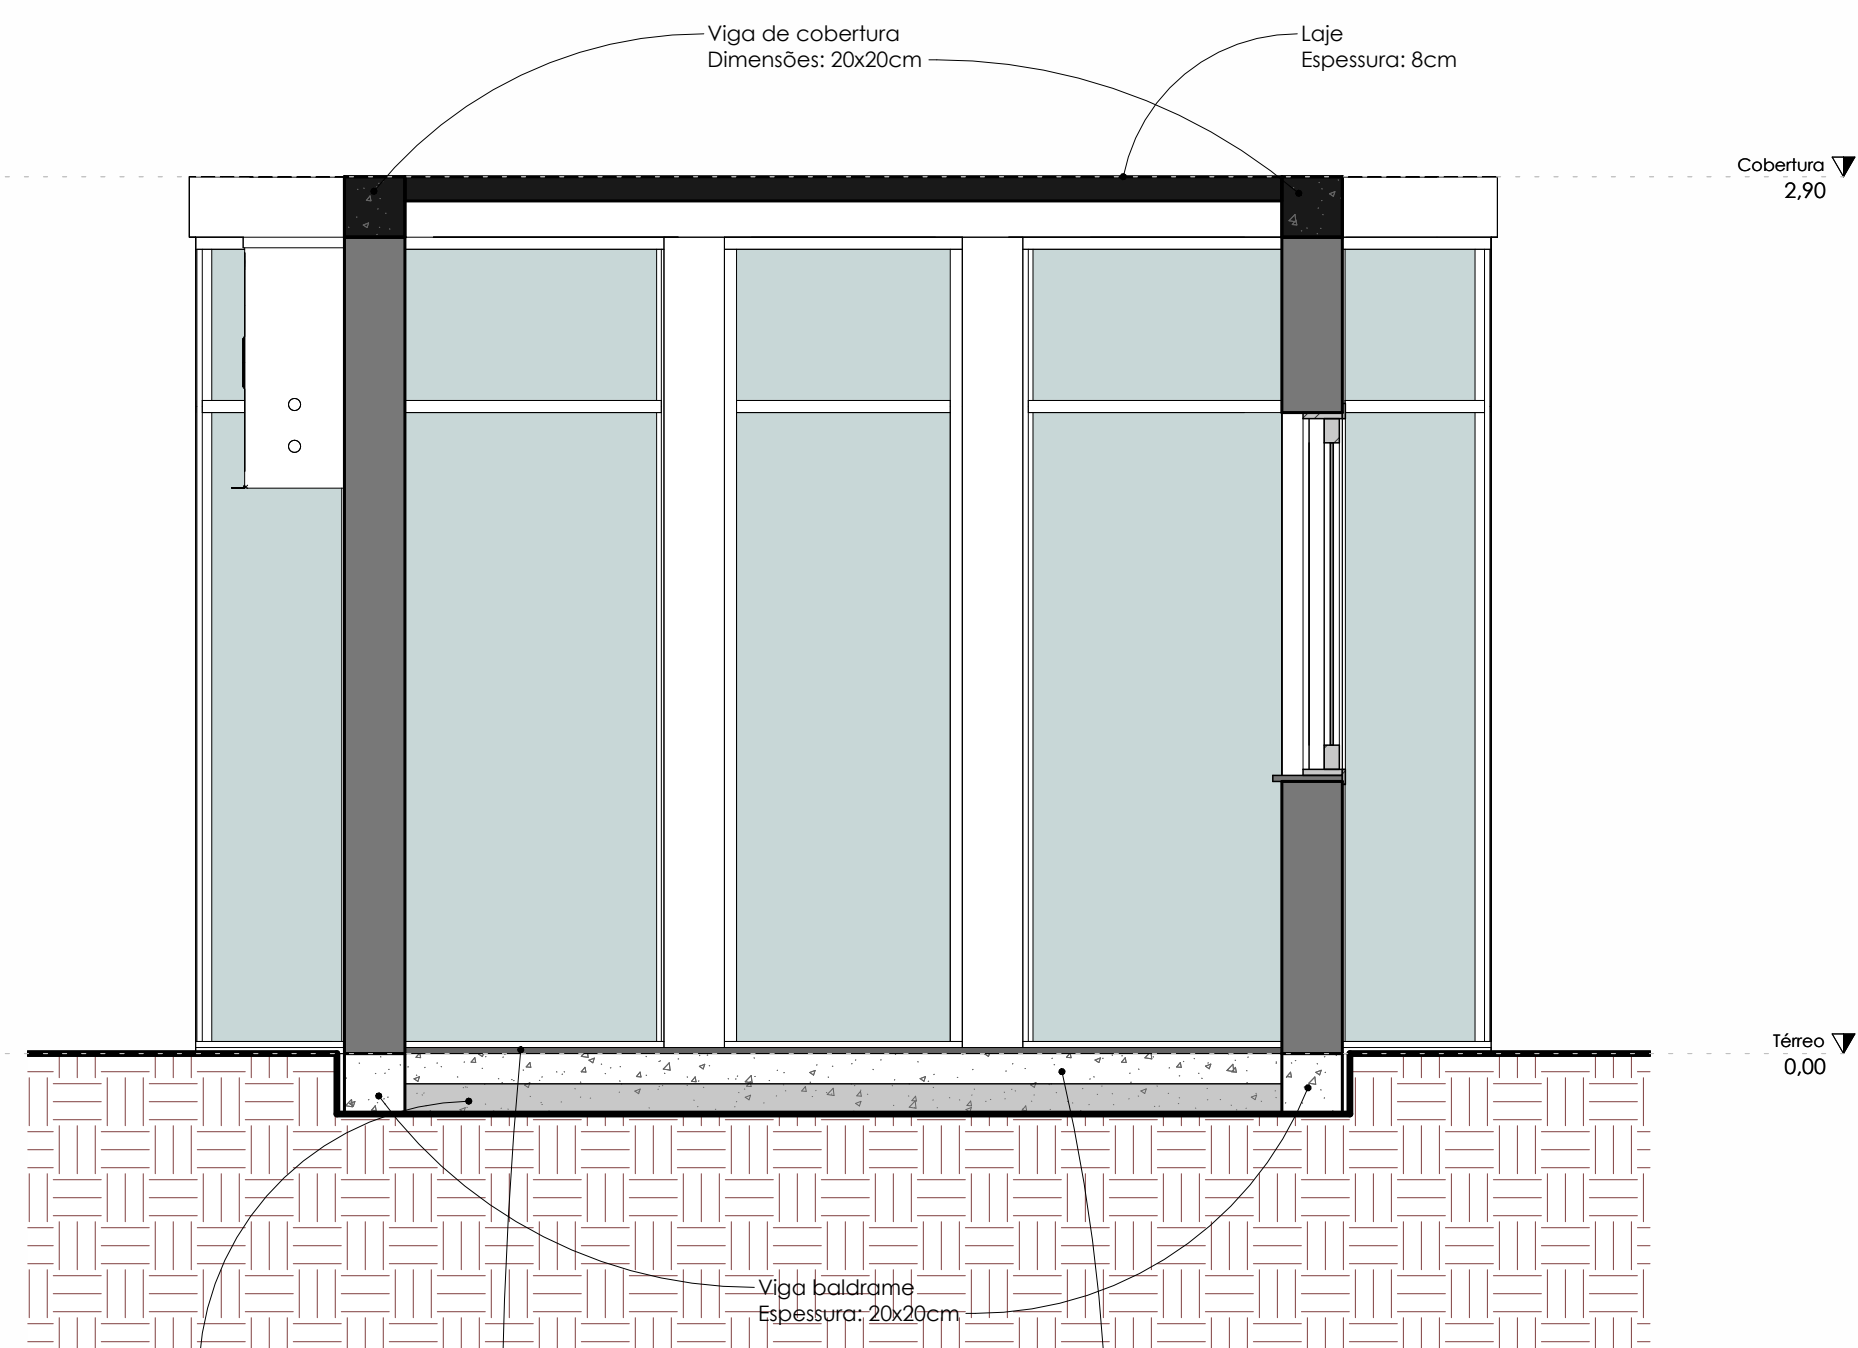 Viga de cobertura
Dimensões: 20x20cm
Laje
Espessura: 8cm
Cobertura
2,90
Térreo
0,00
Viga baldrame
Espessura: 20x20cm